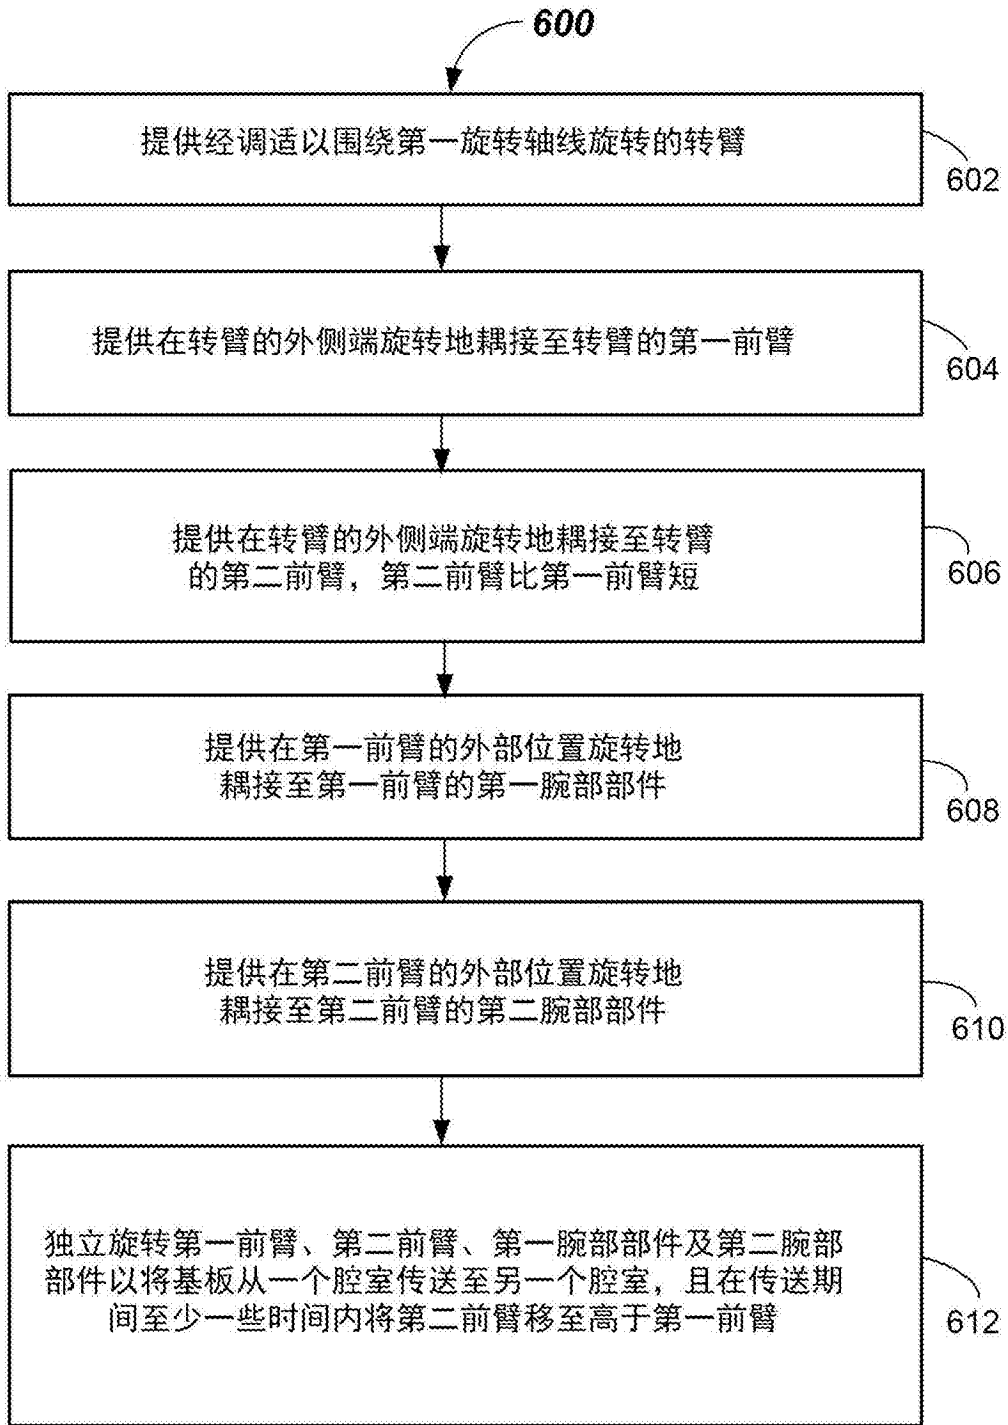 600
提供经调适以围绕第一旋转轴线旋转的转臂
602
提供在转臂的外侧端旋转地耦接至转臂的第一前臂
604
提供在转臂的外侧端旋转地耦接至转臂
的第二前臂，第二前臂比第一前臂短
606
提供在第一前臂的外部位置旋转地
耦接至第一前臂的第一腕部部件
608
提供在第二前臂的外部位置旋转地
耦接至第二前臂的第二腕部部件
610
独立旋转第一前臂、第二前臂、第一腕部部件及第二腕部
部件以将基板从一个腔室传送至另一个腔室，且在传送期
间至少一些时间内将第二前臂移至高于第一前臂
612